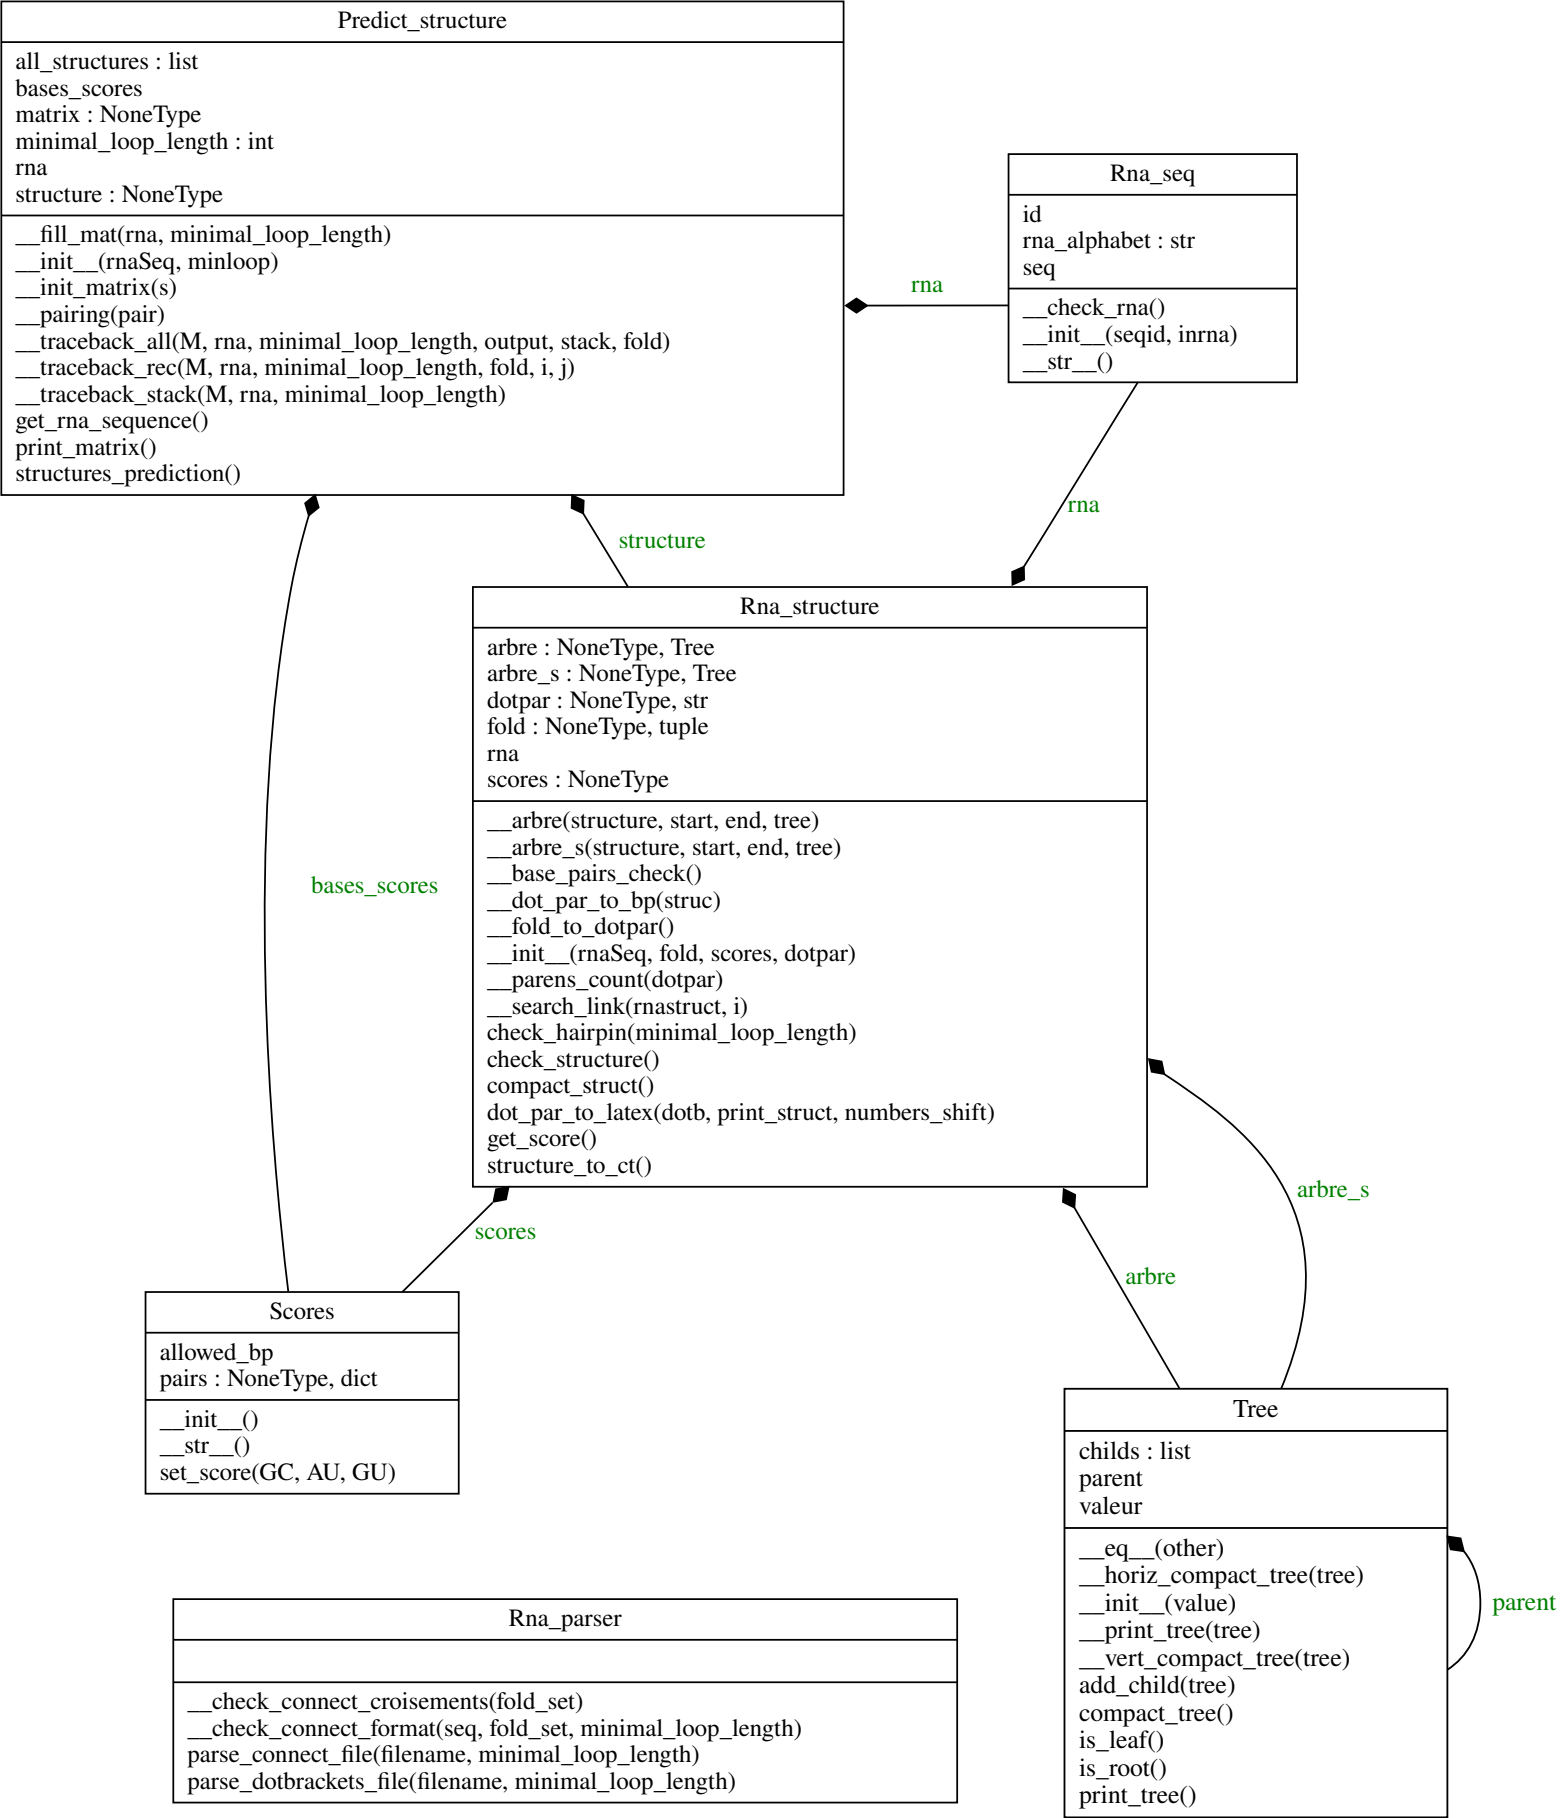 Predict_structure
all_structures : list
bases_scores
matrix : NoneType
minimal_loop_length : int
rna
structure : NoneType
__fill_mat(rna, minimal_loop_length)
__init__(rnaSeq, minloop)
__init_matrix(s)
__pairing(pair)
__traceback_all(M, rna, minimal_loop_length, output, stack, fold)
__traceback_rec(M, rna, minimal_loop_length, fold, i, j)
__traceback_stack(M, rna, minimal_loop_length)
get_rna_sequence()
print_matrix()
structures_prediction()
rna
Rna_seq
id
rna_alphabet : str
seq
__check_rna()
__init__(seqid, inrna)
__str__()
rna
structure
Rna_structure
arbre : NoneType, Tree
arbre_s : NoneType, Tree
dotpar : NoneType, str
fold : NoneType, tuple
rna
scores : NoneType
__arbre(structure, start, end, tree)
__arbre_s(structure, start, end, tree)
__base_pairs_check()
__dot_par_to_bp(struc)
__fold_to_dotpar()
__init__(rnaSeq, fold, scores, dotpar)
__parens_count(dotpar)
__search_link(rnastruct, i)
check_hairpin(minimal_loop_length)
check_structure()
compact_struct()
dot_par_to_latex(dotb, print_struct, numbers_shift)
get_score()
structure_to_ct()
bases_scores
scores
arbre_s
arbre
Scores
allowed_bp
pairs : NoneType, dict
__init__()
__str__()
set_score(GC, AU, GU)
Tree
childs : list
parent
valeur
__eq__(other)
__horiz_compact_tree(tree)
__init__(value)
__print_tree(tree)
__vert_compact_tree(tree)
add_child(tree)
compact_tree()
is_leaf()
is_root()
print_tree()
parent
Rna_parser
__check_connect_croisements(fold_set)
__check_connect_format(seq, fold_set, minimal_loop_length)
parse_connect_file(filename, minimal_loop_length)
parse_dotbrackets_file(filename, minimal_loop_length)